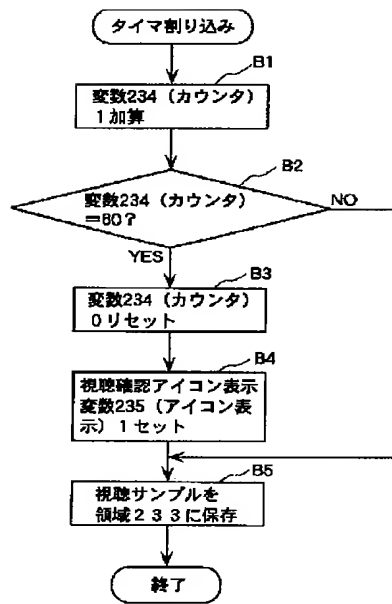 タイマ割り込み
B1
変数234（カウンタ）
1加算
B2
変数234（カウンタ）
＝60？
NO
YES
B3
変数234（カウンタ）
0リセット
B4
視聴確認アイコン表示
変数235（アイコン表
示）1セット
B5
視聴サンプルを
領域２３３に保存
終了